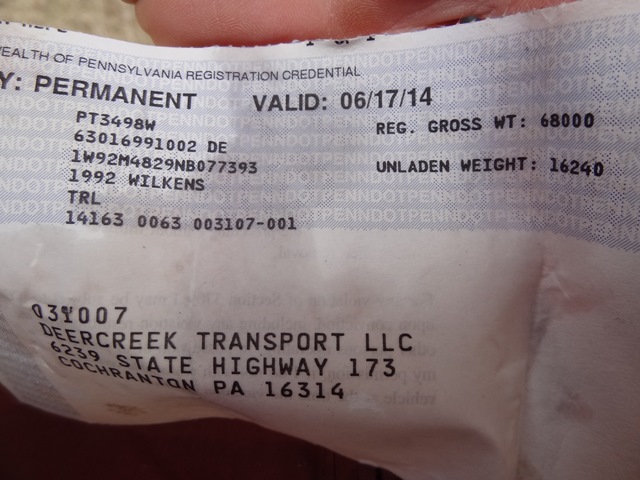 WEALTH OF PENNSYLVANIA REGISTRATION CREDENTIAL
Y: PERMANENT VALID: 06/17/14
PT3498W REG. GROSS WT: 68000
63016991002 DE
1W92M4829NB077393 UNLADEN WEIGHT: 16240
1992 WILKENS
TRL
14163 0063 003107-001
DEERCREEK TRANSPORT LLC
6239 STATE HIGHWAY 173
COCHRANTON PA 16314